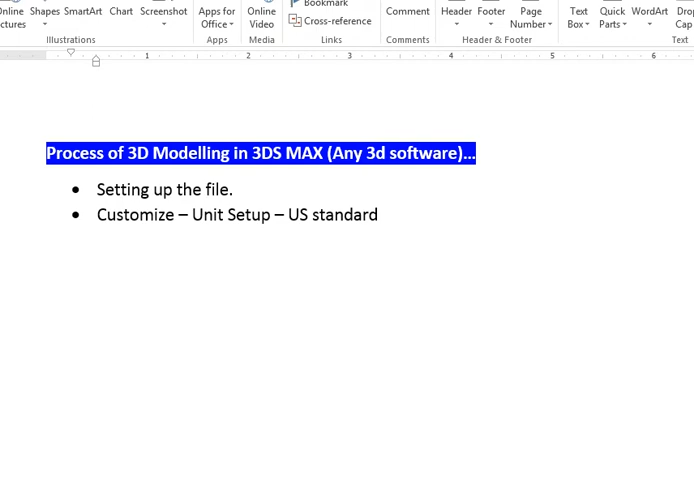 Online Shapes SmartArt Chart Screenshot Apps for Online Bookmark Comment Header Footer Page Text Quick WordArt Drop
Pictures Office Video Cross-reference Number Box Parts Cap
Illustrations Apps Media Links Comments Header & Footer Text
1 2 3 4 5 6
Process of 3D Modelling in 3DS MAX (Any 3d software)...
• Setting up the file.
• Customize – Unit Setup – US standard